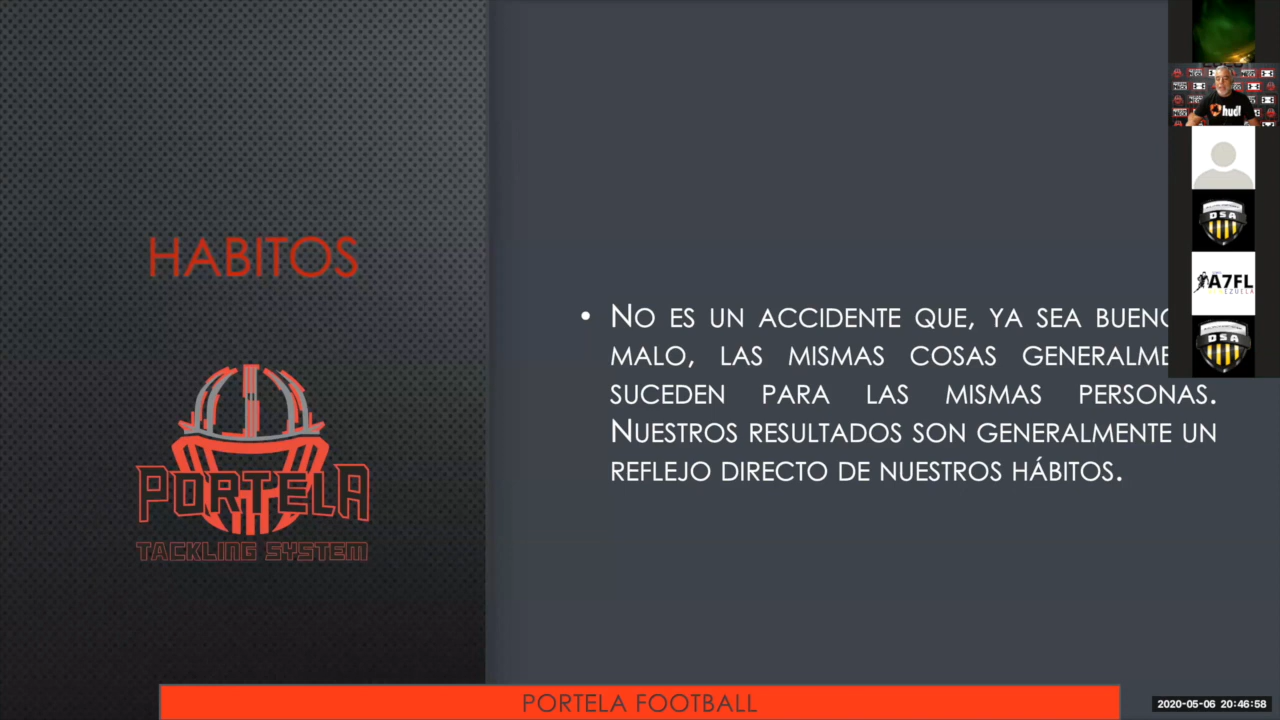 HABITOS
PORTELA
TACKLING SYSTEM
• NO ES UN ACCIDENTE QUE, YA SEA
MALO, LAS MISMAS COSAS
SUCEDEN PARA LAS MISMAS PERSONAS.
NUESTROS RESULTADOS SON GENERALMENTE UN
REFLEJO DIRECTO DE NUESTROS HÁBITOS.
PORTELA FOOTBALL
hudl
DSA
A7FL
DSA
2020-05-06 20:46:58